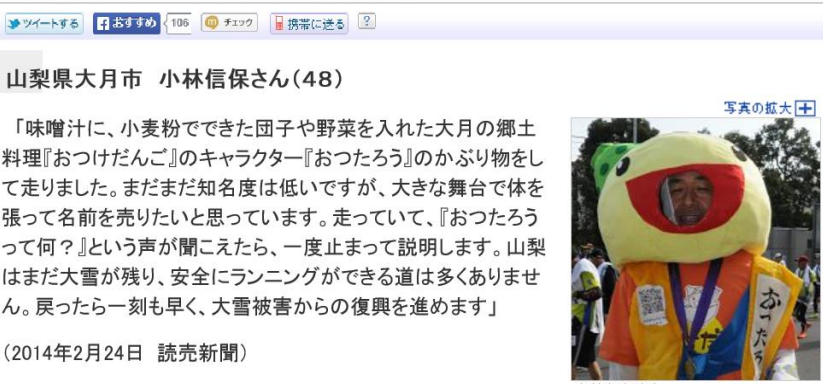 ツイートする おすすめ 106 チェック 携帯に送る ?
山梨県大月市 小林信保さん(48)
写真の拡大
「味噌汁に、小麦粉でできた団子や野菜を入れた大月の郷土
料理『おつけだんご』のキャラクター『おつたろう』のかぶり物をし
て走りました。まだまだ知名度は低いですが、大きな舞台で体を
張って名前を売りたいと思っています。走っていて、『おつたろう
って何?』という声が聞こえたら、一度止まって説明します。山梨
はまだ大雪が残り、安全にランニングができる道は多くありませ
ん。戻ったら一刻も早く、大雪被害からの復興を進めます」
(2014年2月24日 読売新聞)
おつたろ